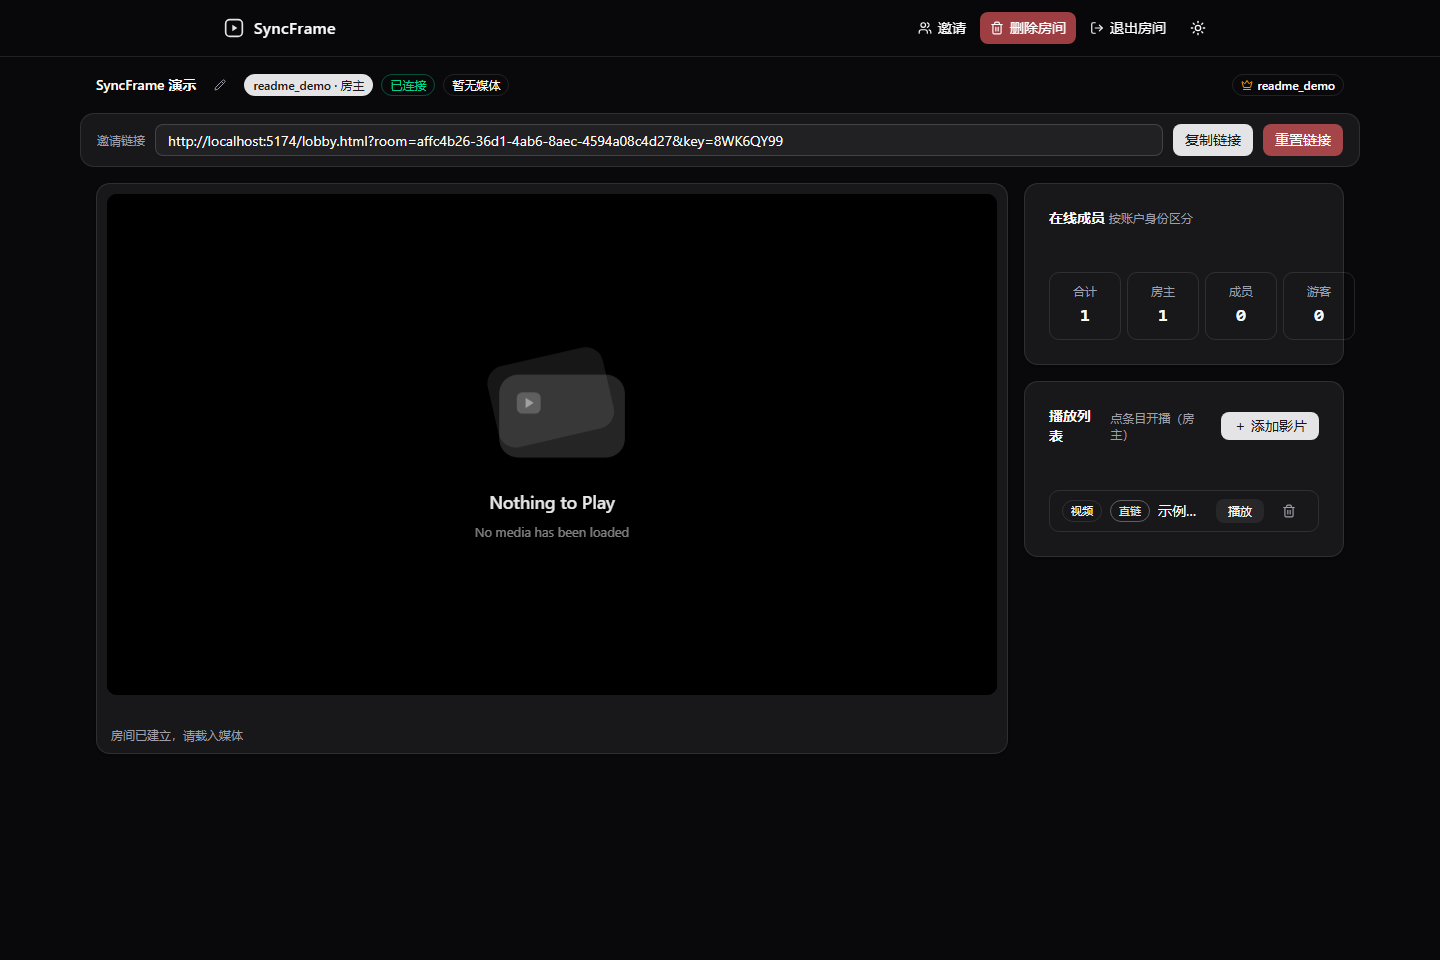 SyncFrame
邀请
删除房间
退出房间
SyncFrame 演示
readme_demo · 房主
已连接
暂无媒体
readme_demo
邀请链接
http://localhost:5174/lobby.html?room=affc4b26-36d1-4ab6-8aec-4594a08c4d27&key=8WK6QY99
复制链接
重置链接
Nothing to Play
No media has been loaded
房间已建立，请载入媒体
在线成员 按账户身份区分
合计
1
房主
1
成员
0
游客
0
播放列
表
点条目开播（房
主）
+ 添加影片
视频
直链
示例...
播放